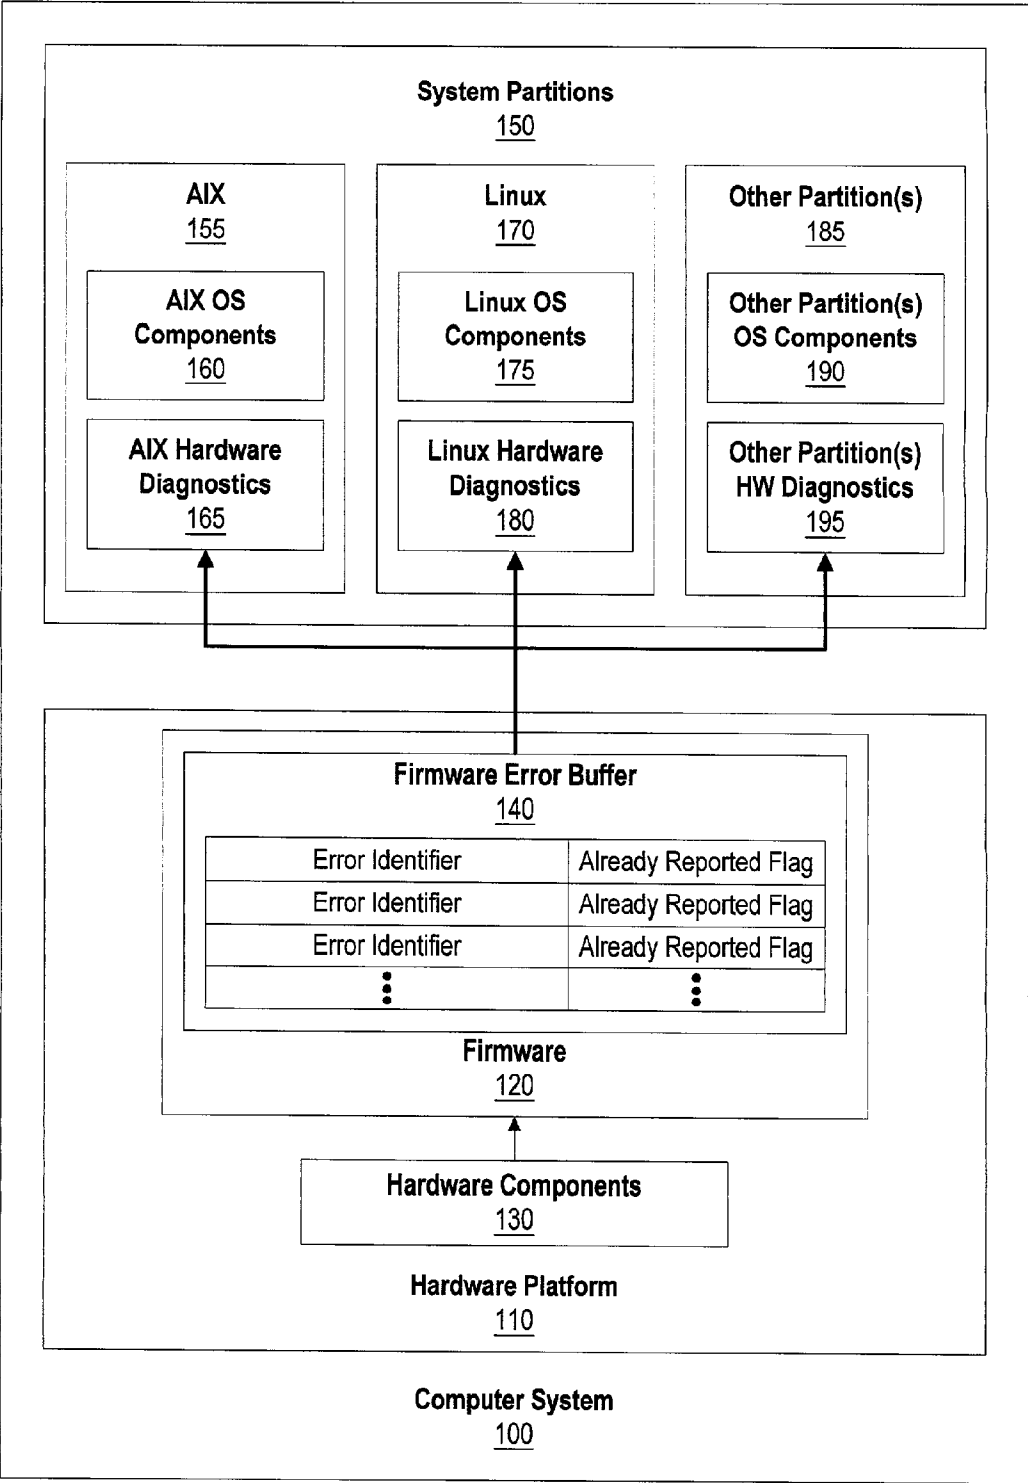 System Partitions
150
AIX
155
AIX OS
Components
160
AIX Hardware
Diagnostics
165
Linux
170
Linux OS
Components
175
Linux Hardware
Diagnostics
180
Other Partition(s)
185
Other Partition(s)
OS Components
190
Other Partition(s)
HW Diagnostics
195
Firmware Error Buffer
140
Error Identifier Already Reported Flag
Error Identifier Already Reported Flag
Error Identifier Already Reported Flag
Firmware
120
Hardware Components
130
Hardware Platform
110
Computer System
100